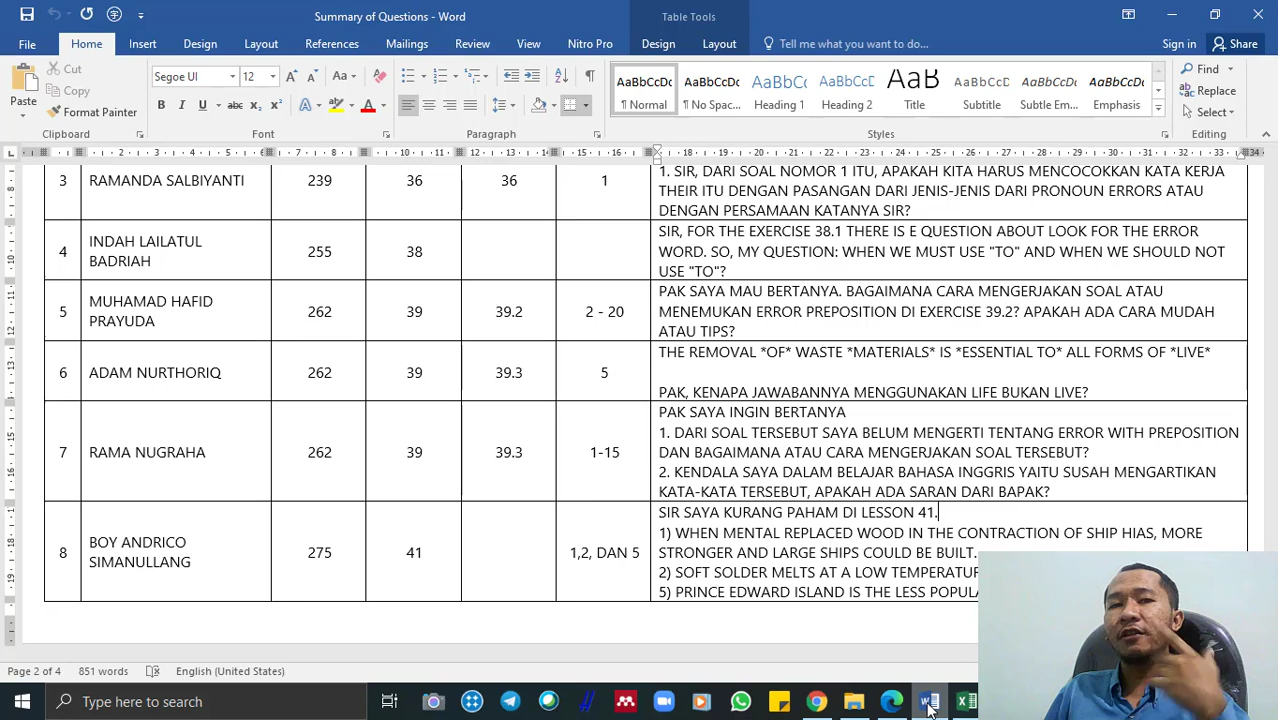 Summary of Questions - Word
Table Tools
File
Home
Insert
Design
Layout
References
Mailings
Review
View
Nitro Pro
Design
Layout
Tell me what you want to do...
Sign in
Share
Paste
Cut
Copy
Format Painter
Clipboard
Segoe UI
12
Font
Paragraph
AaBbCcDc
¶ Normal
AaBbCcDc
¶ No Spac...
AaBbCc
Heading 1
AaBbCcC
Heading 2
AaB
Title
AaBbCcD
Subtitle
AaBbCcDt
Subtle Em...
AaBbCcDt
Emphasis
Styles
Find
Replace
Select
Editing
3
RAMANDA SALBIYANTI
239
36
36
1
1. SIR, DARI SOAL NOMOR 1 ITU, APAKAH KITA HARUS MENCOCOKKAN KATA KERJA
THEIR ITU DENGAN PASANGAN DARI JENIS-JENIS DARI PRONOUN ERRORS ATAU
DENGAN PERSAMAAN KATANYA SIR?
4
INDAH LAILATUL
BADRIAH
255
38
SIR, FOR THE EXERCISE 38.1 THERE IS E QUESTION ABOUT LOOK FOR THE ERROR
WORD. SO, MY QUESTION: WHEN WE MUST USE "TO" AND WHEN WE SHOULD NOT
USE "TO"?
5
MUHAMAD HAFID
PRAYUDA
262
39
39.2
2 - 20
PAK SAYA MAU BERTANYA. BAGAIMANA CARA MENGERJAKAN SOAL ATAU
MENEMUKAN ERROR PREPOSITION DI EXERCISE 39.2? APAKAH ADA CARA MUDAH
ATAU TIPS?
6
ADAM NURTHORIQ
262
39
39.3
5
THE REMOVAL *OF* WASTE *MATERIALS* IS *ESSENTIAL TO* ALL FORMS OF *LIVE*
PAK, KENAPA JAWABANNYA MENGGUNAKAN LIFE BUKAN LIVE?
7
RAMA NUGRAHA
262
39
39.3
1-15
PAK SAYA INGIN BERTANYA
1. DARI SOAL TERSEBUT SAYA BELUM MENGERTI TENTANG ERROR WITH PREPOSITION
DAN BAGAIMANA ATAU CARA MENGERJAKAN SOAL TERSEBUT?
2. KENDALA SAYA DALAM BELAJAR BAHASA INGGRIS YAITU SUSAH MENGARTIKAN
KATA-KATA TERSEBUT, APAKAH ADA SARAN DARI BAPAK?
8
BOY ANDRICO
SIMANULLANG
275
41
1,2, DAN 5
SIR SAYA KURANG PAHAM DI LESSON 41.
1) WHEN MENTAL REPLACED WOOD IN THE CONTRACTION OF SHIP HIAS, MORE
STRONGER AND LARGE SHIPS COULD BE BUILT.
2) SOFT SOLDER MELTS AT A LOW
5) PRINCE EDWARD ISLAND IS THE LESS
Page 2 of 4
851 words
English (United States)
Type here to search